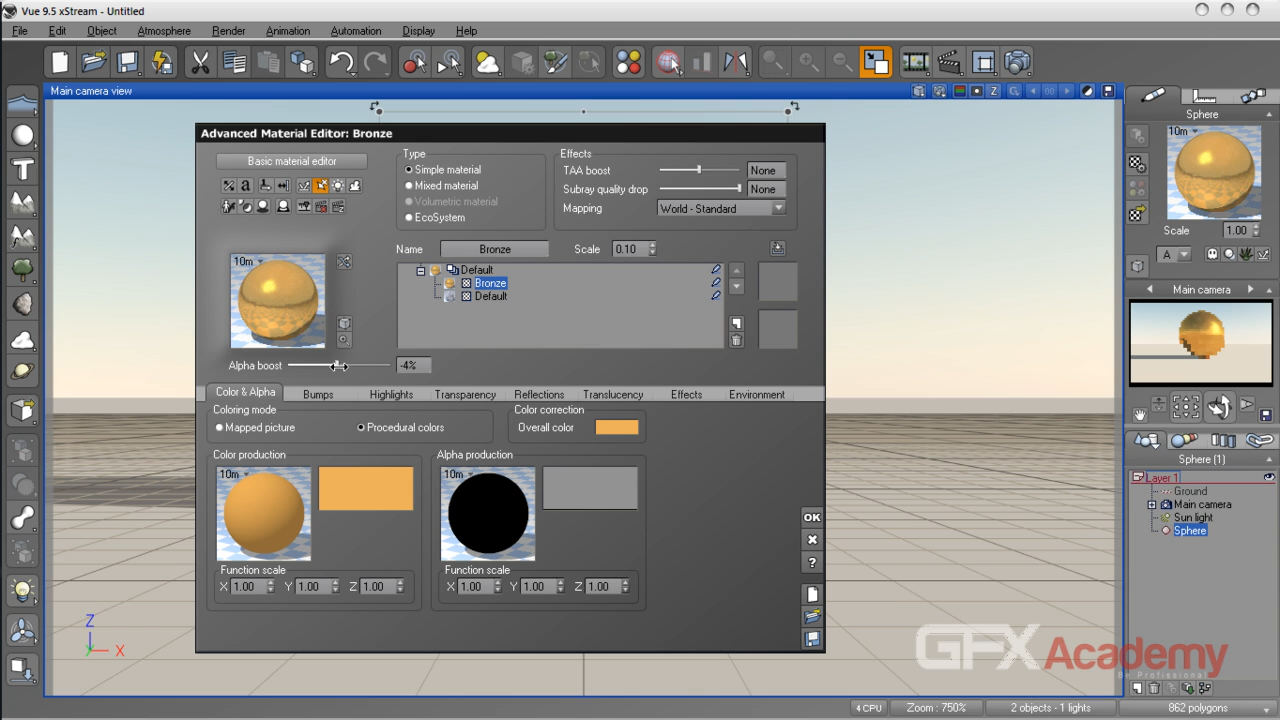 Vue 9.5 xStream - Untitled
File Edit Object Atmosphere Render Animation Automation Display Help
Main camera view
Advanced Material Editor: Bronze
Basic material editor
Type
Simple material
Mixed material
Volumetric material
EcoSystem
Effects
TAA boost None
Subray quality drop None
Mapping World - Standard
Name Bronze Scale 0.10
10m
Default
Bronze
Default
Alpha boost -4%
Color & Alpha Bumps Highlights Transparency Reflections Translucency Effects Environment
Coloring mode
Mapped picture Procedural colors
Color correction
Overall color
Color production
10m
Function scale
X 1.00 Y 1.00 Z 1.00
Alpha production
10m
Function scale
X 1.00 Y 1.00 Z 1.00
OK
?
Z
X
Y
Sphere
10m
Scale 1.00
A
Main camera
Sphere (1)
Layer 1
Ground
Main camera
Sun light
Sphere
GFX Academy
Be Professional
4 CPU Zoom : 750% 2 objects - 1 lights 862 polygons